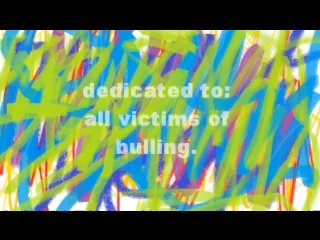 dedicated to:
all victims of
bulling.